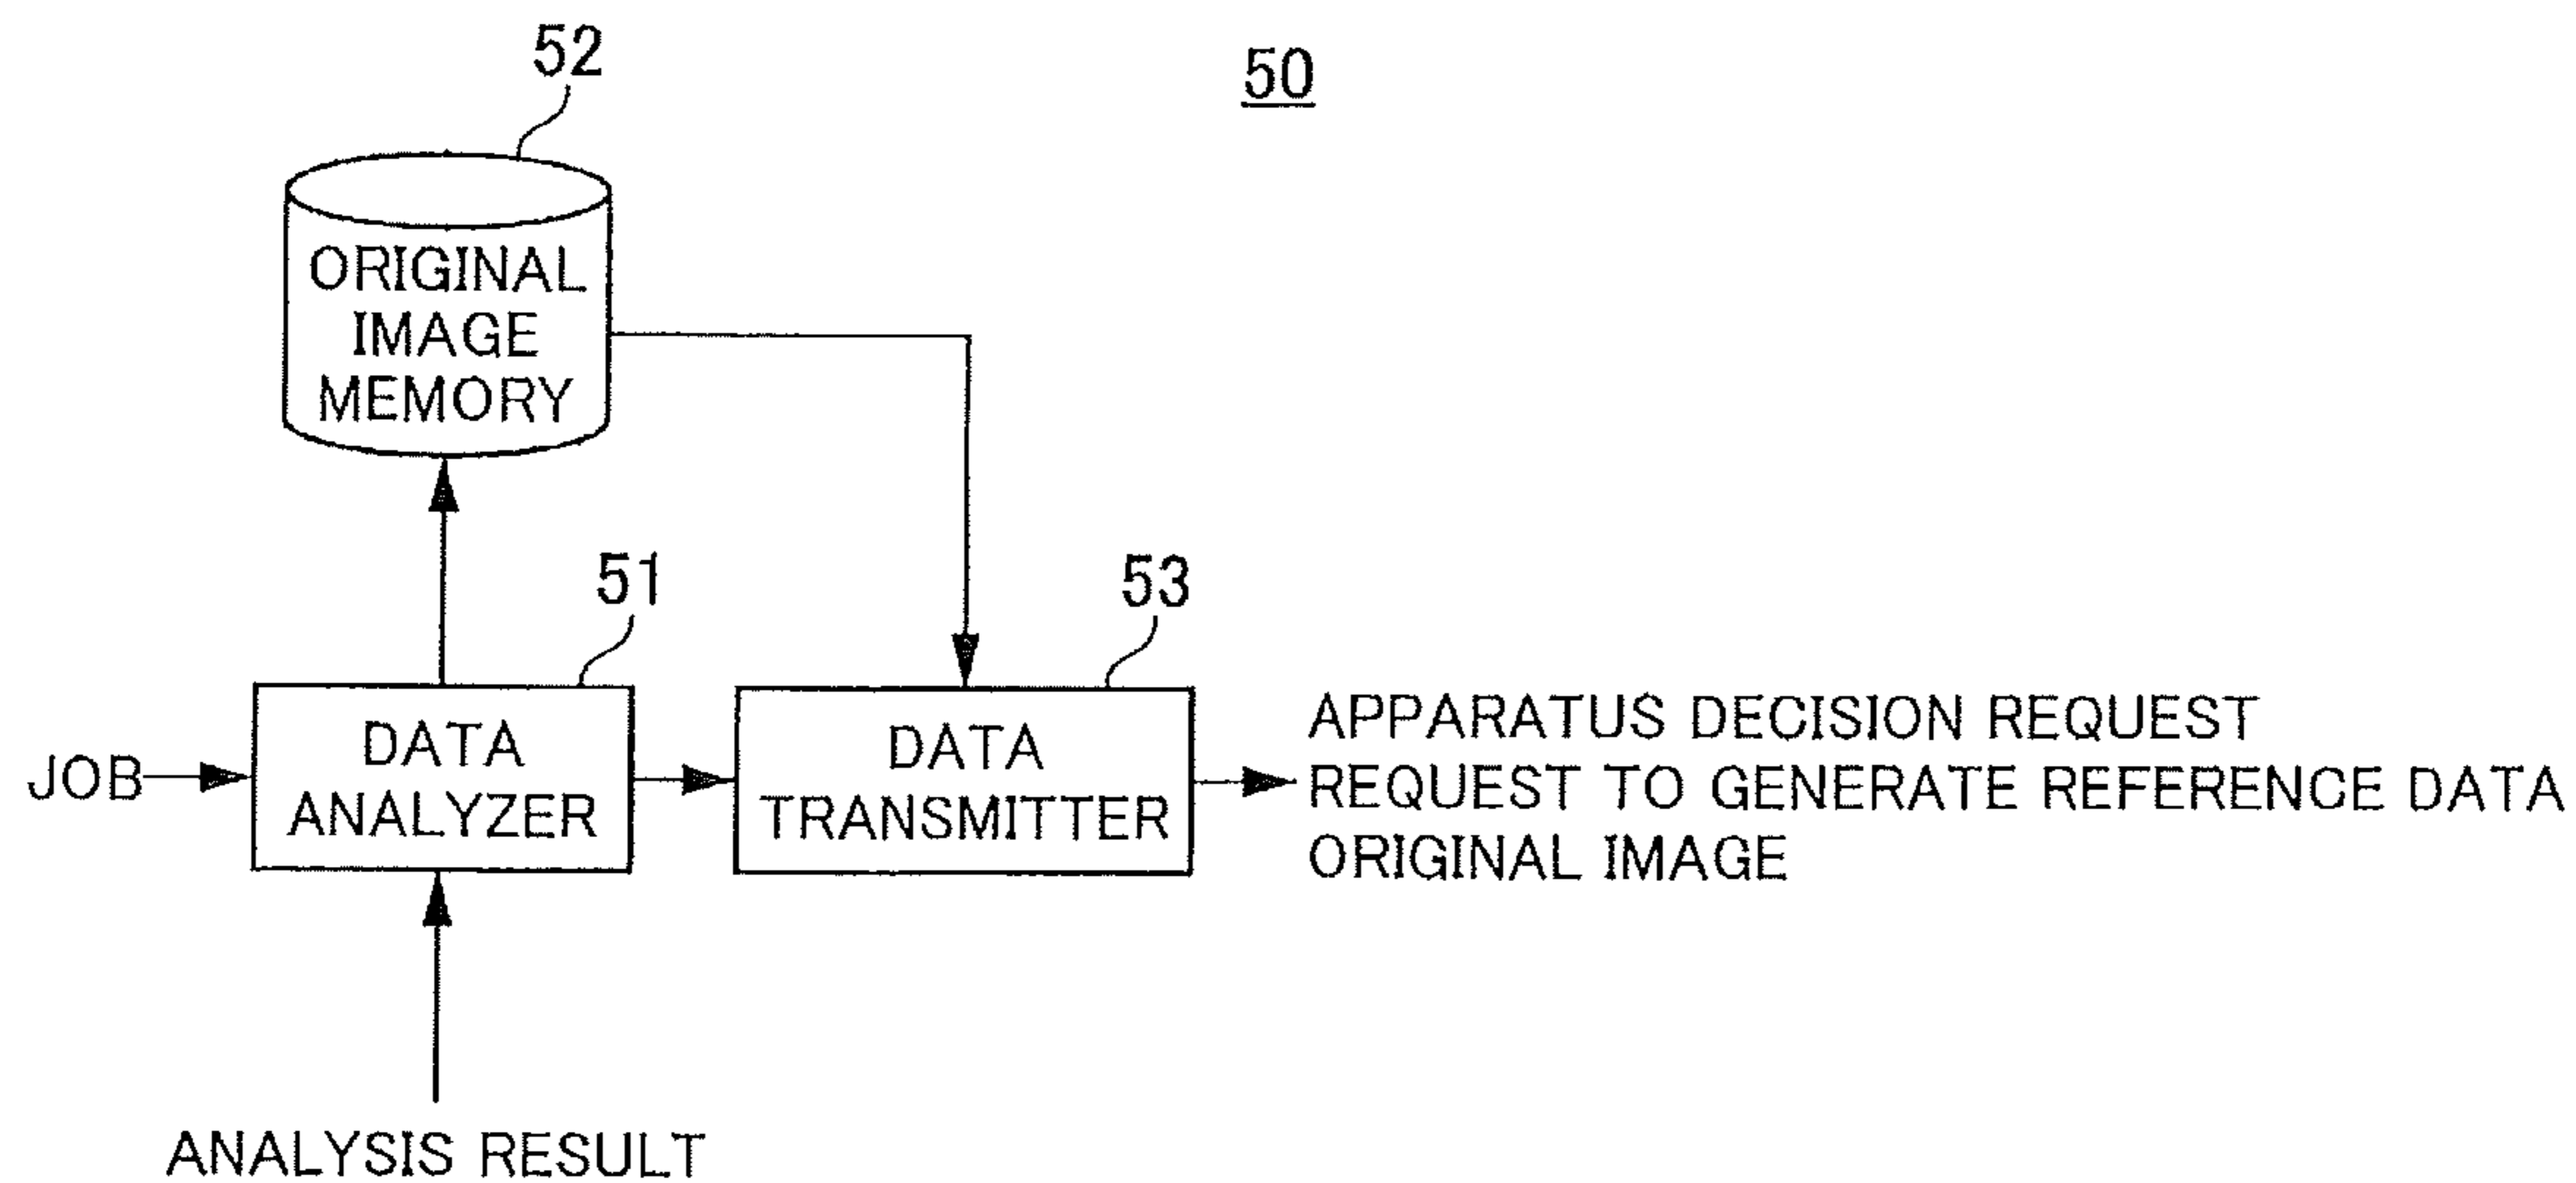 52
50
ORIGINAL
IMAGE
MEMORY
51
53
JOB
DATA
ANALYZER
DATA
TRANSMITTER
APPARATUS DECISION REQUEST
REQUEST TO GENERATE REFERENCE DATA
ORIGINAL IMAGE
ANALYSIS RESULT